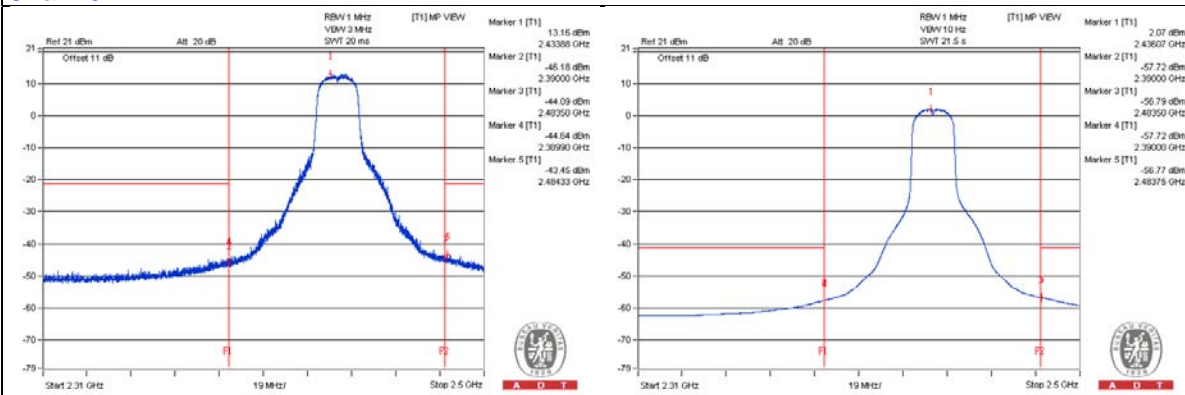 RBW 1 MHz
[T1] MP VIEW
VBW 3 MHz
Ref 21 dBm
Att 20 dB
SWT 20 ms
21
Offset 11 dB
Marker 1 [T1]
13.16 dBm
2.43388 GHz
Marker 2 [T1]
-46.18 dBm
2.39000 GHz
Marker 3 [T1]
-44.09 dBm
2.48350 GHz
Marker 4 [T1]
-44.64 dBm
2.38990 GHz
Marker 5 [T1]
-43.45 dBm
2.48433 GHz
1
10
0
-10
-20
-30
-40
-50
-60
-70
-79
F1
F2
Start 2.31 GHz
19 MHz/
Stop 2.5 GHz
BUREAU VERITAS
1828
A D T
RBW 1 MHz
[T1] MP VIEW
VBW 10 Hz
Ref 21 dBm
Att 20 dB
SWT 21.5 s
21
Offset 11 dB
Marker 1 [T1]
2.07 dBm
2.43607 GHz
Marker 2 [T1]
-57.72 dBm
2.39000 GHz
Marker 3 [T1]
-56.79 dBm
2.48350 GHz
Marker 4 [T1]
-57.72 dBm
2.39000 GHz
Marker 5 [T1]
-56.77 dBm
2.48375 GHz
1
10
0
-10
-20
-30
-40
-50
-60
-70
-79
F1
F2
Start 2.31 GHz
19 MHz/
Stop 2.5 GHz
BUREAU VERITAS
1828
A D T